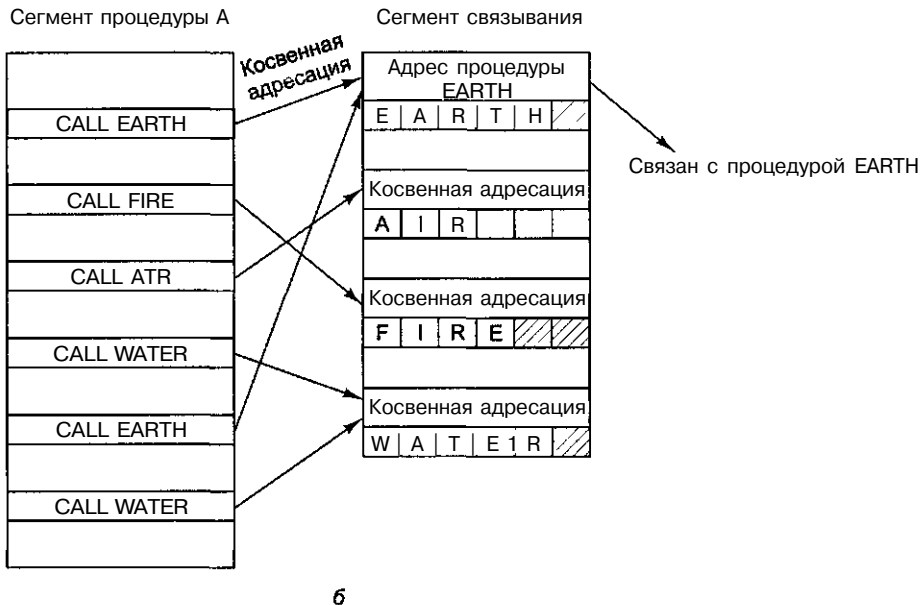 Сегмент процедуры А
Сегмент связывания
Косвенная
адресация
CALL EARTH
CALL FIRE
CALL ATR
CALL WATER
CALL EARTH
CALL WATER
Адрес процедуры
EARTH
E A R T H
Косвенная адресация
A I R
Косвенная адресация
F I R E
Косвенная адресация
W A T E 1 R
Связан с процедурой EARTH
б